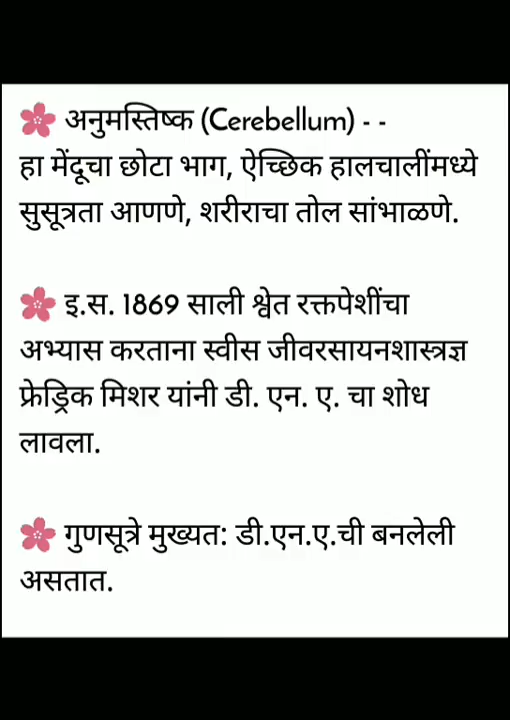 🌸 अनुमस्तिष्क (Cerebellum) - -
हा मेंदूचा छोटा भाग, ऐच्छिक हालचालींमध्ये
सुसूत्रता आणणे, शरीराचा तोल सांभाळणे.
🌸 इ.स. 1869 साली श्वेत रक्तपेशींचा
अभ्यास करताना स्वीस जीवरसायनशास्त्रज्ञ
फ्रेड्रिक मिशर यांनी डी. एन. ए. चा शोध
लावला.
🌸 गुणसूत्रे मुख्यत: डी.एन.ए.ची बनलेली
असतात.